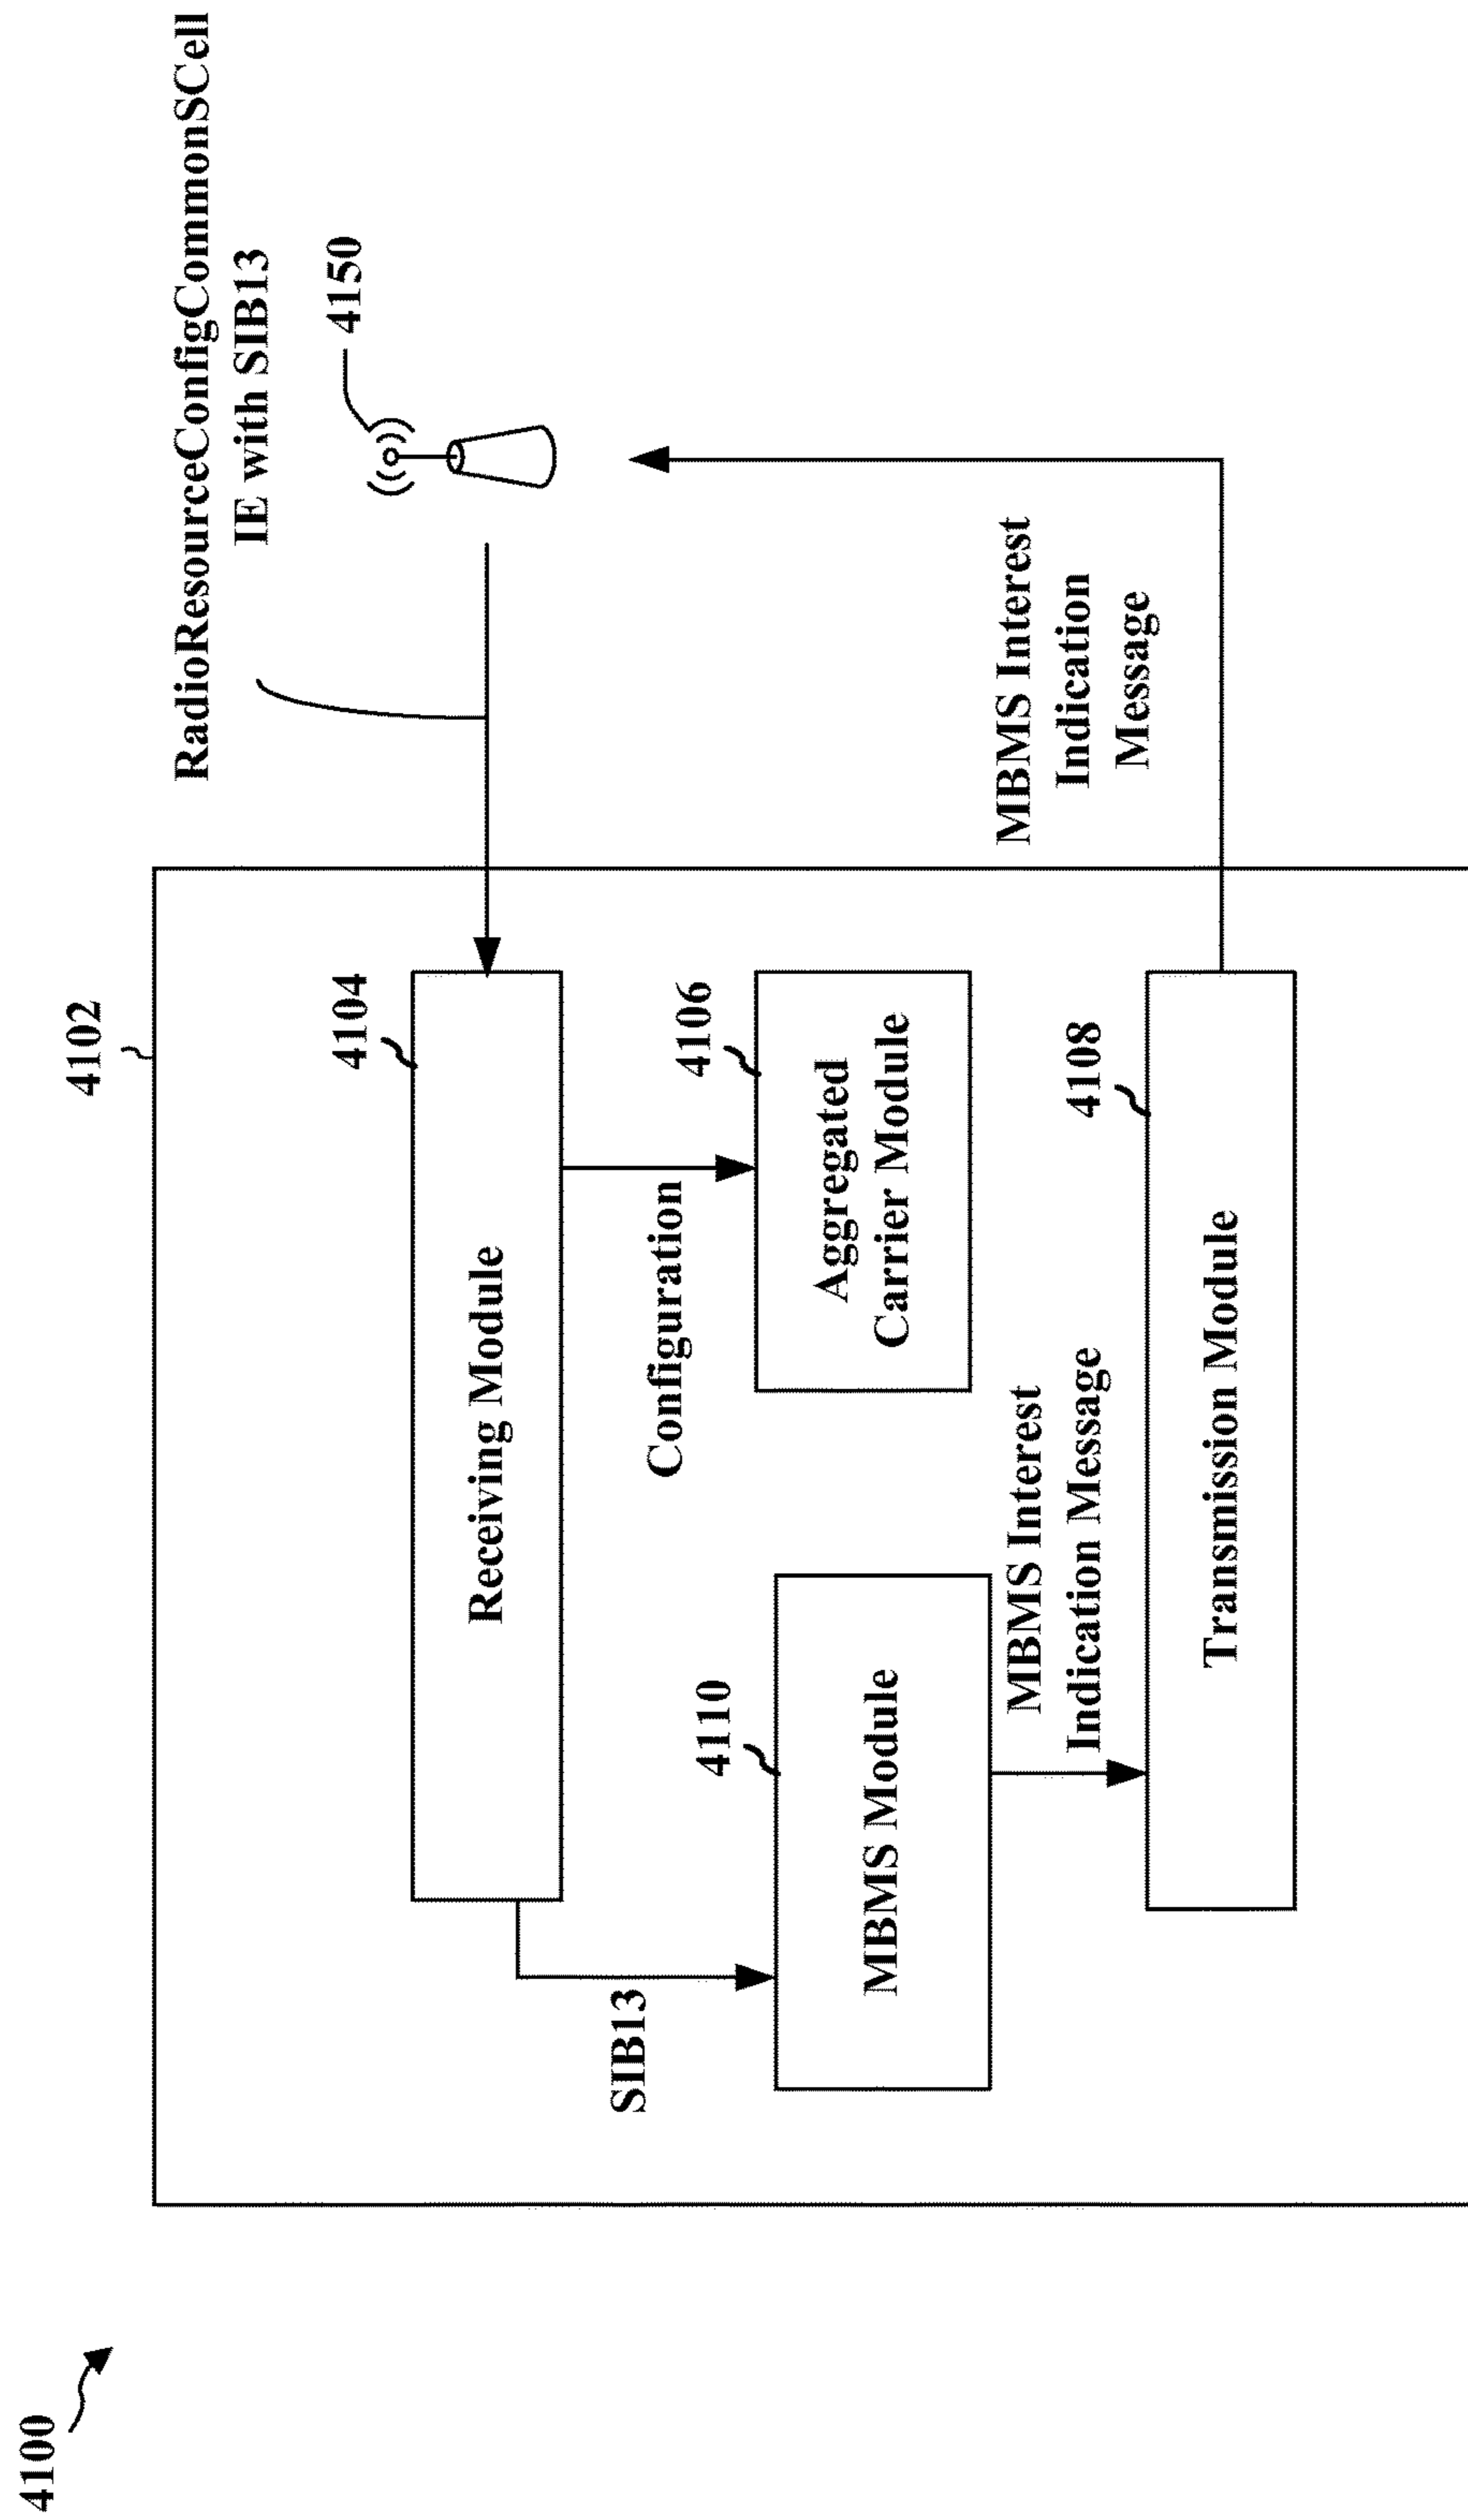 4100
4102
RadioResourceConfigCommonSCell
IE with SIB13
4150
4104
Receiving Module
SIB13
Configuration
4110
MBMS Module
4106
Aggregated
Carrier Module
MBMS Interest
Indication Message
MBMS Interest
Indication
Message
4108
Transmission Module